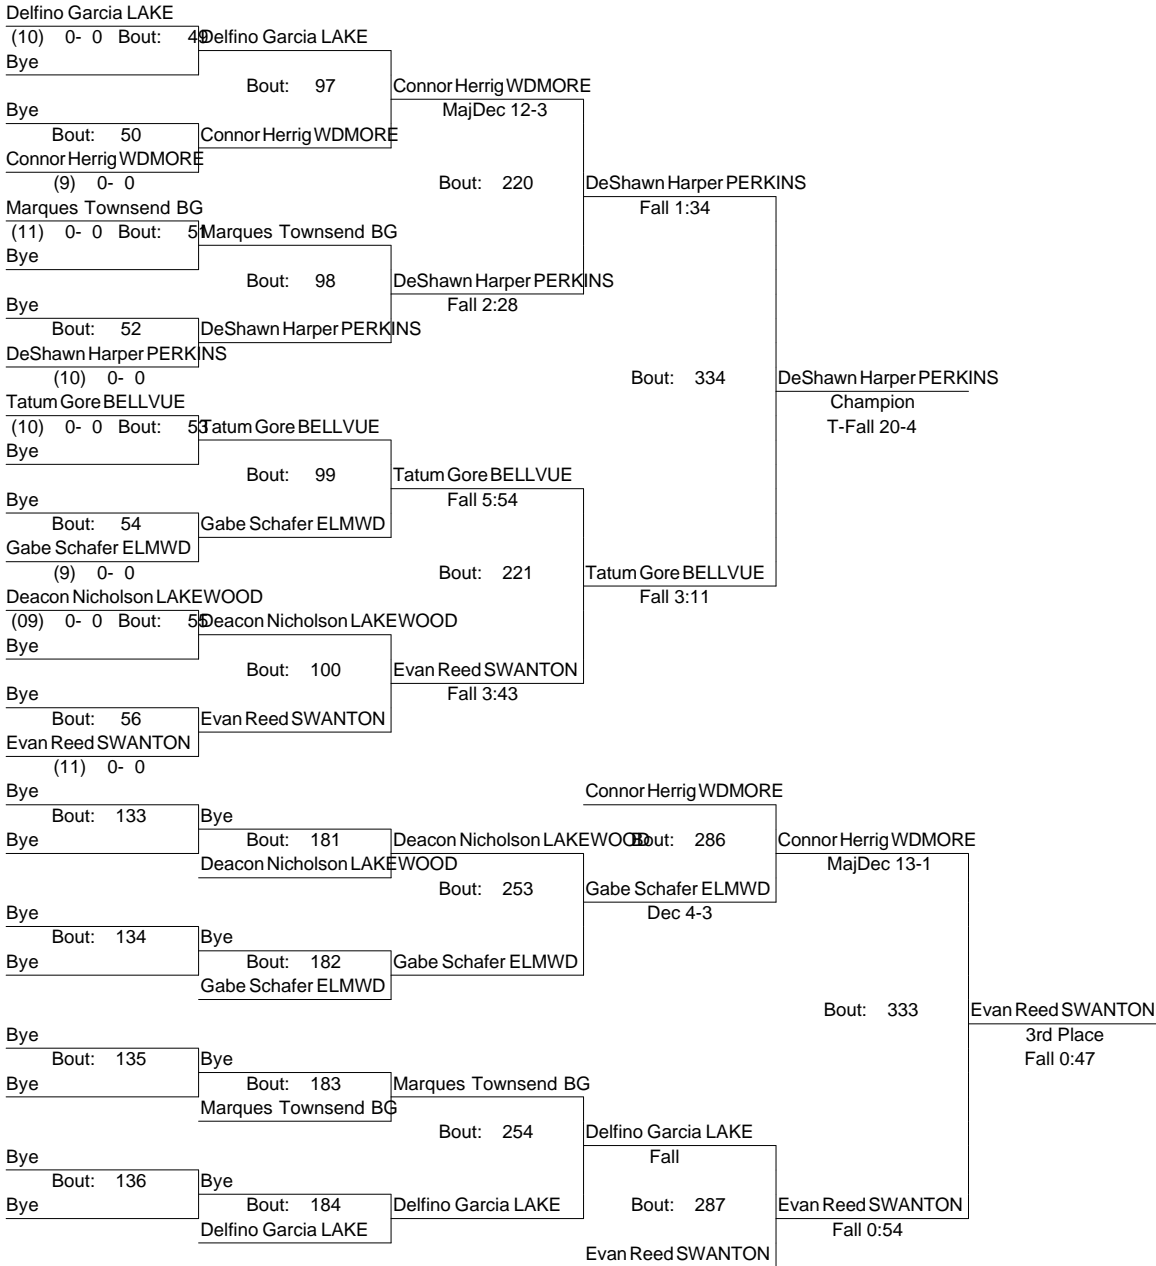 Delfino Garcia LAKE
(10) 0- 0 Bout: 49
Delfino Garcia LAKE
Bye
Bout: 97
Connor Herrig WDMORE
MajDec 12-3
Bye
Bout: 50
Connor Herrig WDMORE
Connor Herrig WDMORE
(9) 0- 0
Bout: 220
DeShawn Harper PERKINS
Fall 1:34
Marques Townsend BG
(11) 0- 0 Bout: 51
Marques Townsend BG
Bye
Bout: 98
DeShawn Harper PERKINS
Fall 2:28
Bye
Bout: 52
DeShawn Harper PERKINS
DeShawn Harper PERKINS
(10) 0- 0
Bout: 334
DeShawn Harper PERKINS
Champion
T-Fall 20-4
Tatum Gore BELLVUE
(10) 0- 0 Bout: 53
Tatum Gore BELLVUE
Bye
Bout: 99
Tatum Gore BELLVUE
Fall 5:54
Bye
Bout: 54
Gabe Schafer ELMWD
Gabe Schafer ELMWD
(9) 0- 0
Bout: 221
Tatum Gore BELLVUE
Fall 3:11
Deacon Nicholson LAKEWOOD
(09) 0- 0 Bout: 55
Deacon Nicholson LAKEWOOD
Bye
Bout: 100
Evan Reed SWANTON
Fall 3:43
Bye
Bout: 56
Evan Reed SWANTON
Evan Reed SWANTON
(11) 0- 0
Bye
Connor Herrig WDMORE
Bout: 133
Bye
Bye
Bout: 181
Deacon Nicholson LAKEWOOD
Bout: 286
Connor Herrig WDMORE
MajDec 13-1
Deacon Nicholson LAKEWOOD
Bout: 253
Gabe Schafer ELMWD
Dec 4-3
Bye
Bout: 134
Bye
Bye
Bout: 182
Gabe Schafer ELMWD
Gabe Schafer ELMWD
Bout: 333
Evan Reed SWANTON
3rd Place
Fall 0:47
Bye
Bout: 135
Bye
Bye
Bout: 183
Marques Townsend BG
Marques Townsend BG
Bout: 254
Delfino Garcia LAKE
Fall
Bye
Bout: 136
Bye
Bye
Bout: 184
Delfino Garcia LAKE
Bout: 287
Evan Reed SWANTON
Fall 0:54
Delfino Garcia LAKE
Evan Reed SWANTON